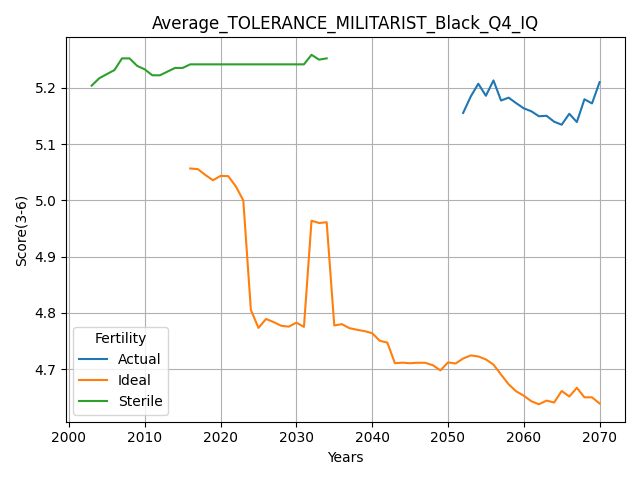 Average_TOLERANCE_MILITARIST_Black_Q4_IQ
Score(3-6)
5.2
5.1
5.0
4.9
4.8
4.7
Fertility
Actual
Ideal
Sterile
2000 2010 2020 2030 2040 2050 2060 2070
Years